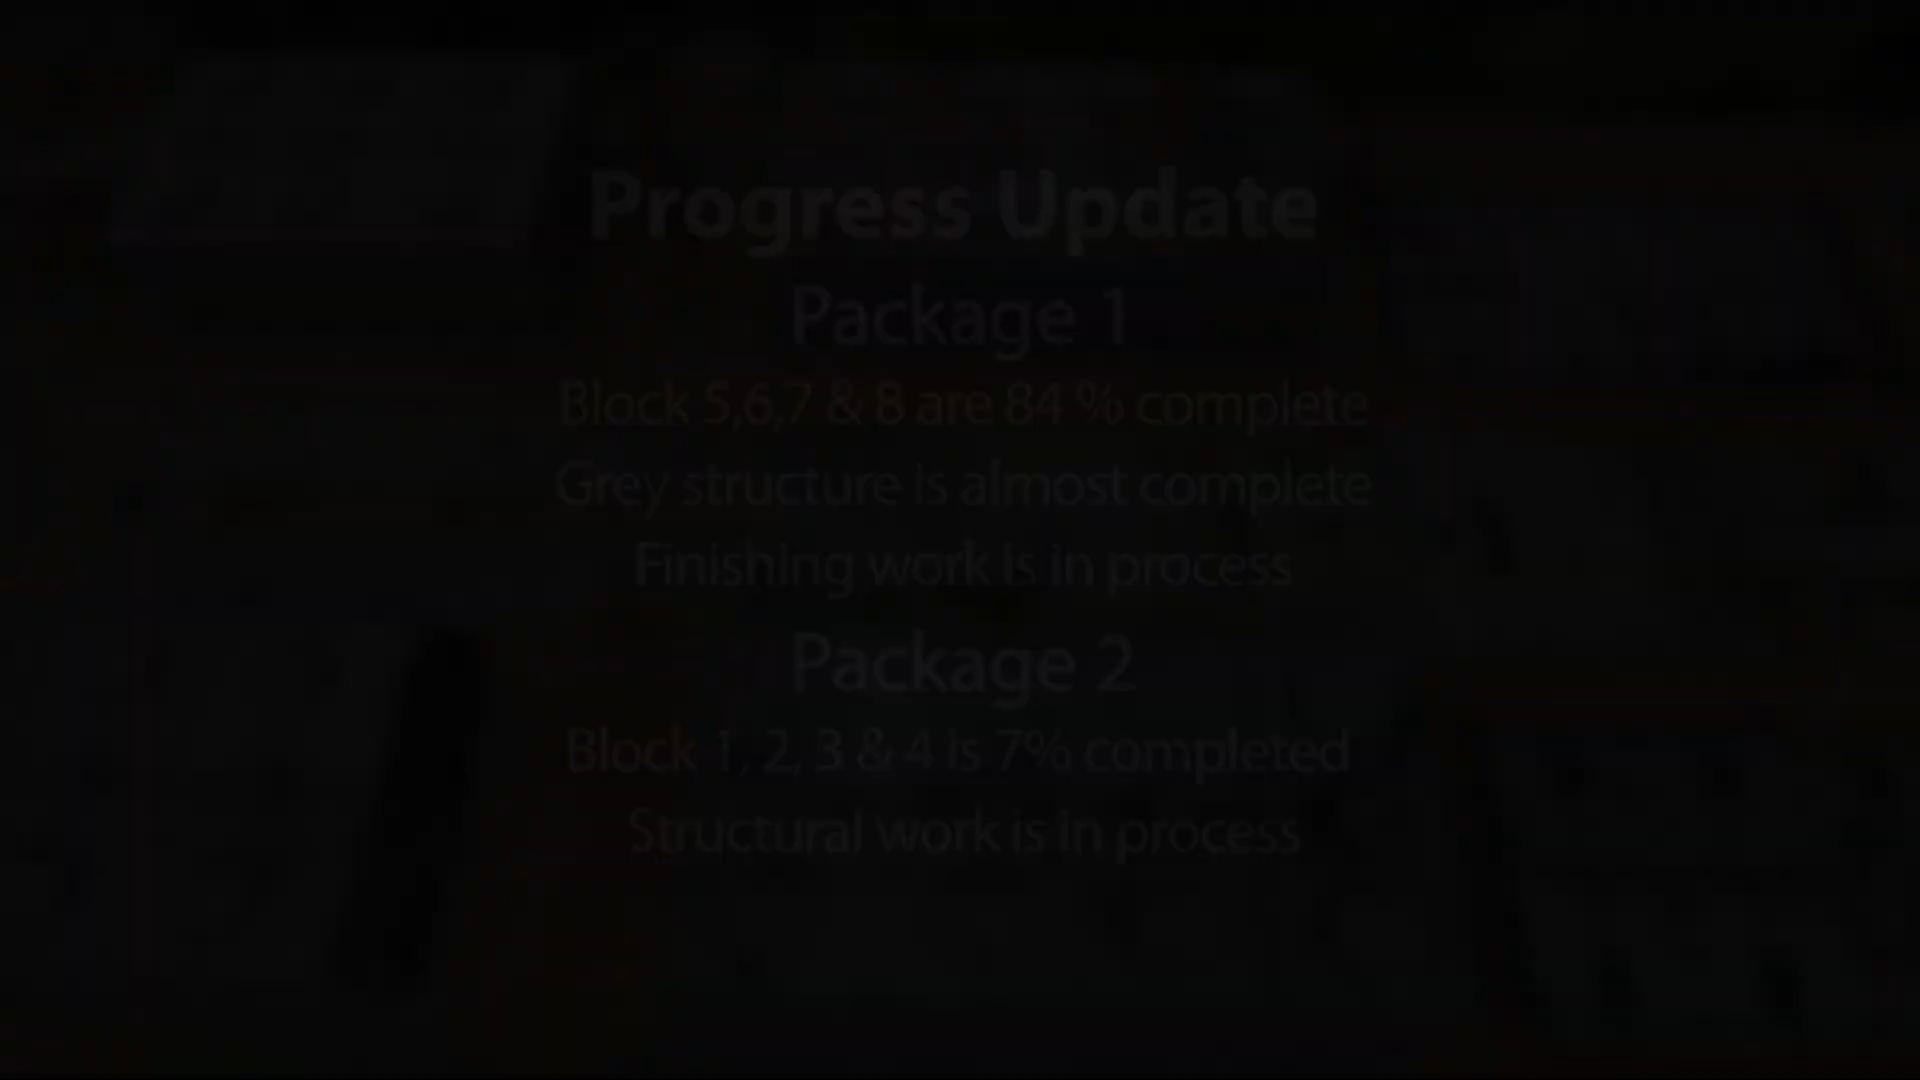 Progress Update
Package 1
Block 5,6,7 & 8 are 84 % complete
Grey structure is almost complete
Finishing work is in process
Package 2
Block 1, 2, 3 & 4 is 7% completed
Structural work is in process